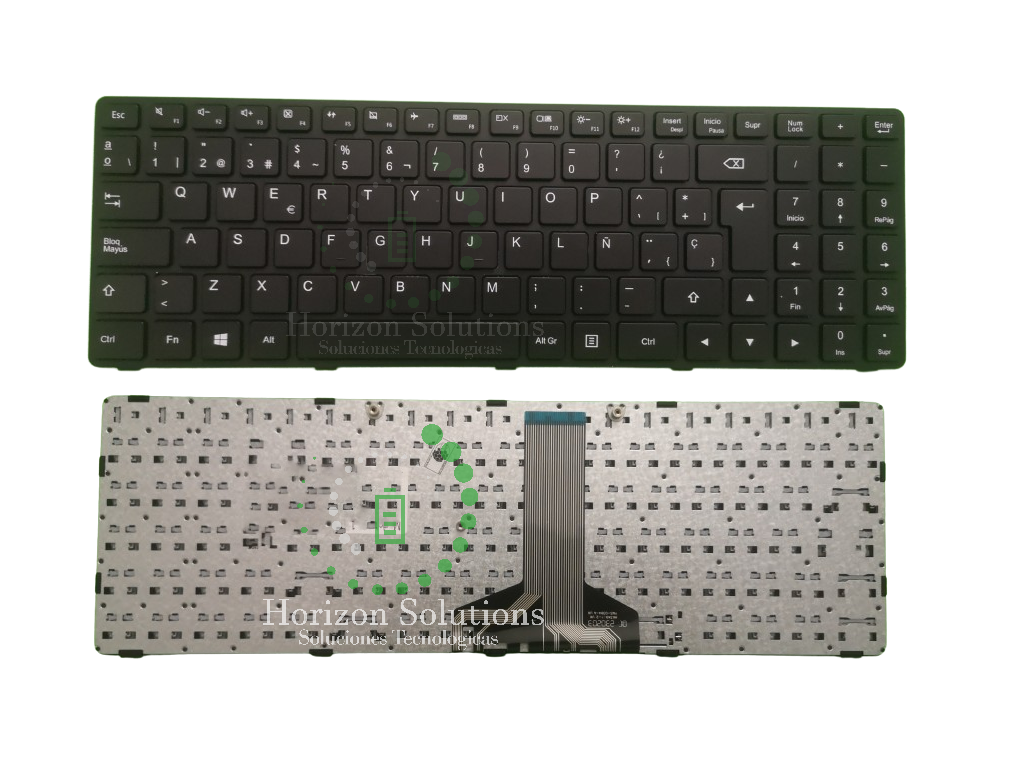 Esc F1 F2 F3 F4 F5 F6 F7 F8 F9 F10 F11 F12 Insert Inicio Supr Num Lock + Enter
Despl Pausa
a ! " · $ % & / ( ) = ? ¿ / * −
º \ 1 | 2 @ 3 # 4 ~ 5 6 ¬ 7 8 9 0 ' ¡
Q W E € R T Y U I O P ^ ` [ * + ] 7 Inicio 8 9 RePág
Bloq Mayus A S D F G H J K L Ñ ¨ ´ { Ç } 4 5 6
> < Z X C V B N M ; , : . _ - 1 Fin 2 3 AvPág
Ctrl Fn Alt Alt Gr Ctrl 0 Ins . Supr
Horizon Solutions
Soluciones Tecnologicas
Horizon Solutions
Soluciones Tecnologicas